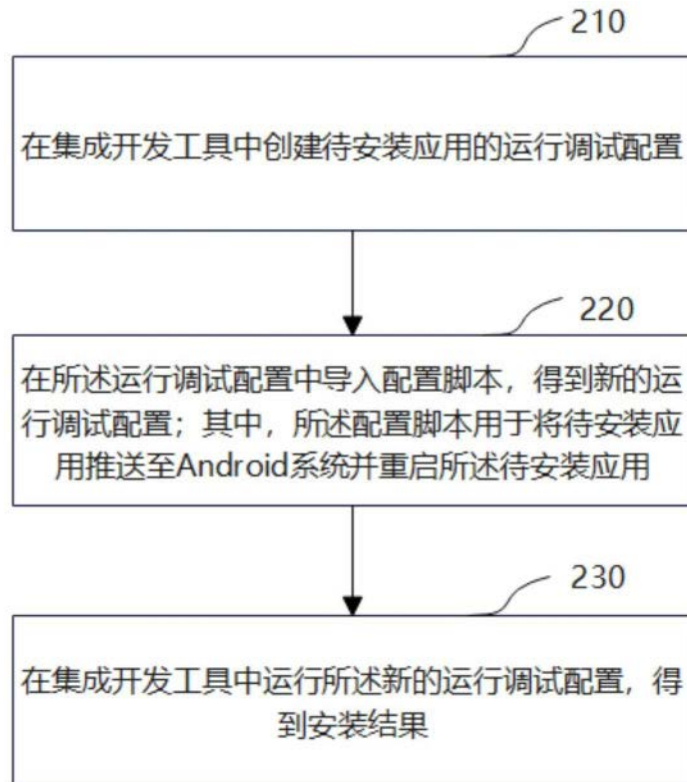 210
在集成开发工具中创建待安装应用的运行调试配置
220
在所述运行调试配置中导入配置脚本，得到新的运
行调试配置；其中，所述配置脚本用于将待安装应
用推送至Android系统并重启所述待安装应用
230
在集成开发工具中运行所述新的运行调试配置，得
到安装结果